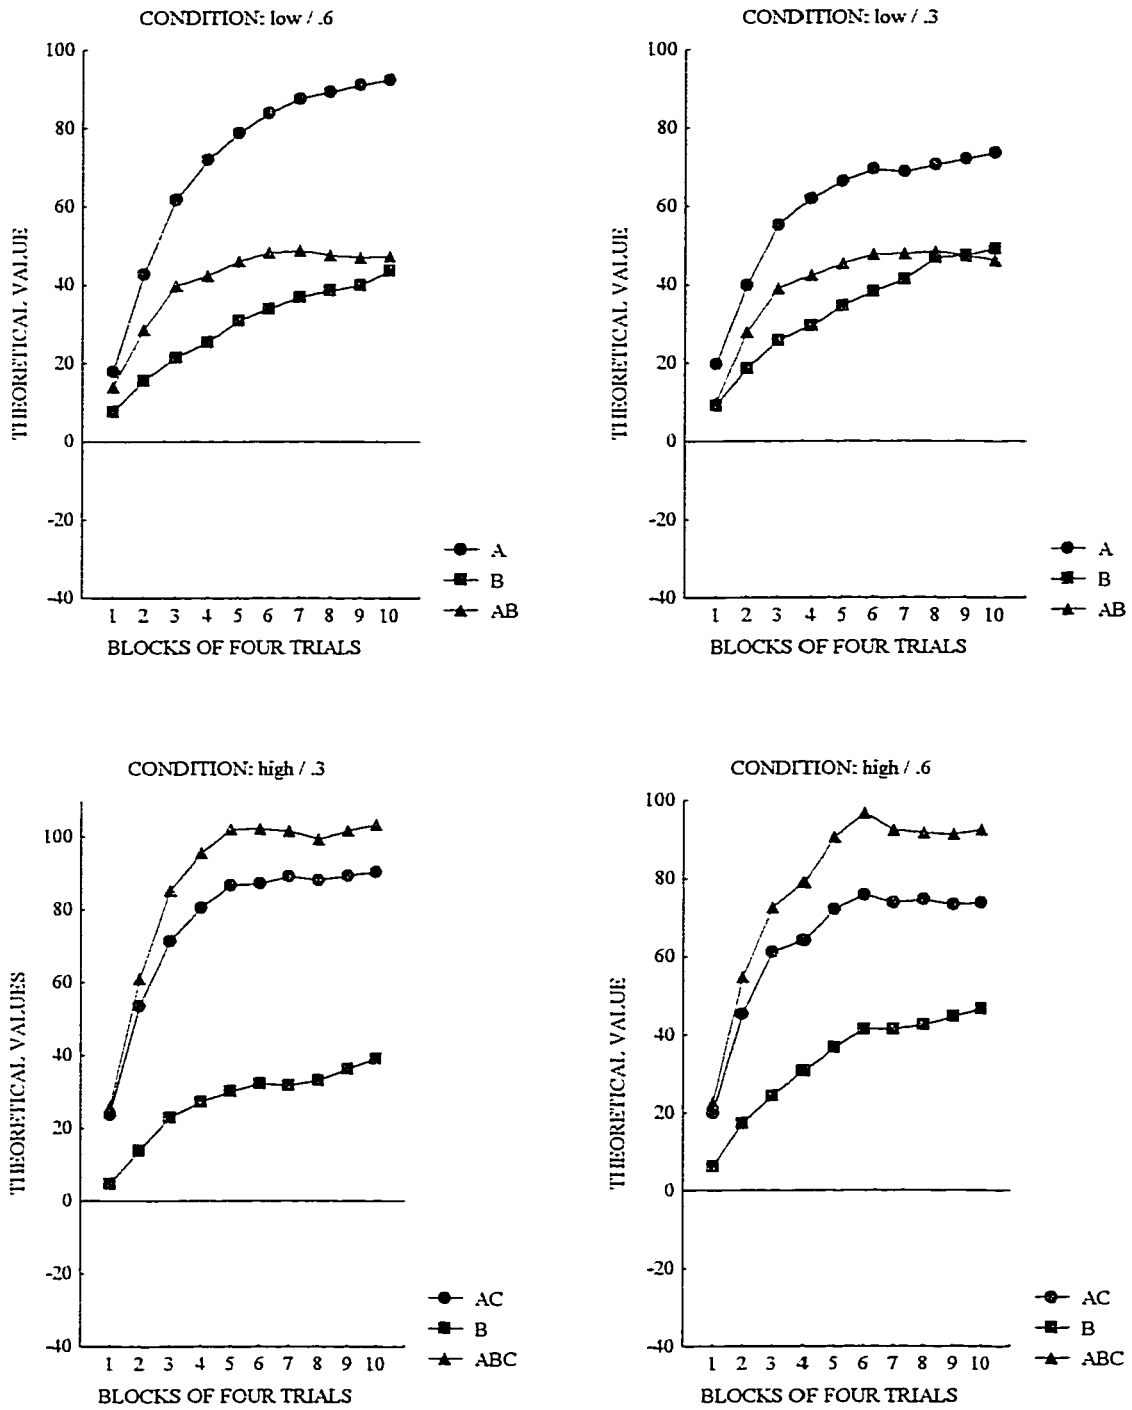 CONDITION: low / .6
THEORETICAL VALUE
100
80
60
40
20
0
-20
-40
1 2 3 4 5 6 7 8 9 10
BLOCKS OF FOUR TRIALS
A
B
AB
CONDITION: low / .3
THEORETICAL VALUE
100
80
60
40
20
0
-20
-40
1 2 3 4 5 6 7 8 9 10
BLOCKS OF FOUR TRIALS
A
B
AB
CONDITION: high / .3
THEORETICAL VALUES
100
80
60
40
20
0
-20
-40
1 2 3 4 5 6 7 8 9 10
BLOCKS OF FOUR TRIALS
AC
B
ABC
CONDITION: high / .6
THEORETICAL VALUE
100
80
60
40
20
0
-20
-40
1 2 3 4 5 6 7 8 9 10
BLOCKS OF FOUR TRIALS
AC
B
ABC